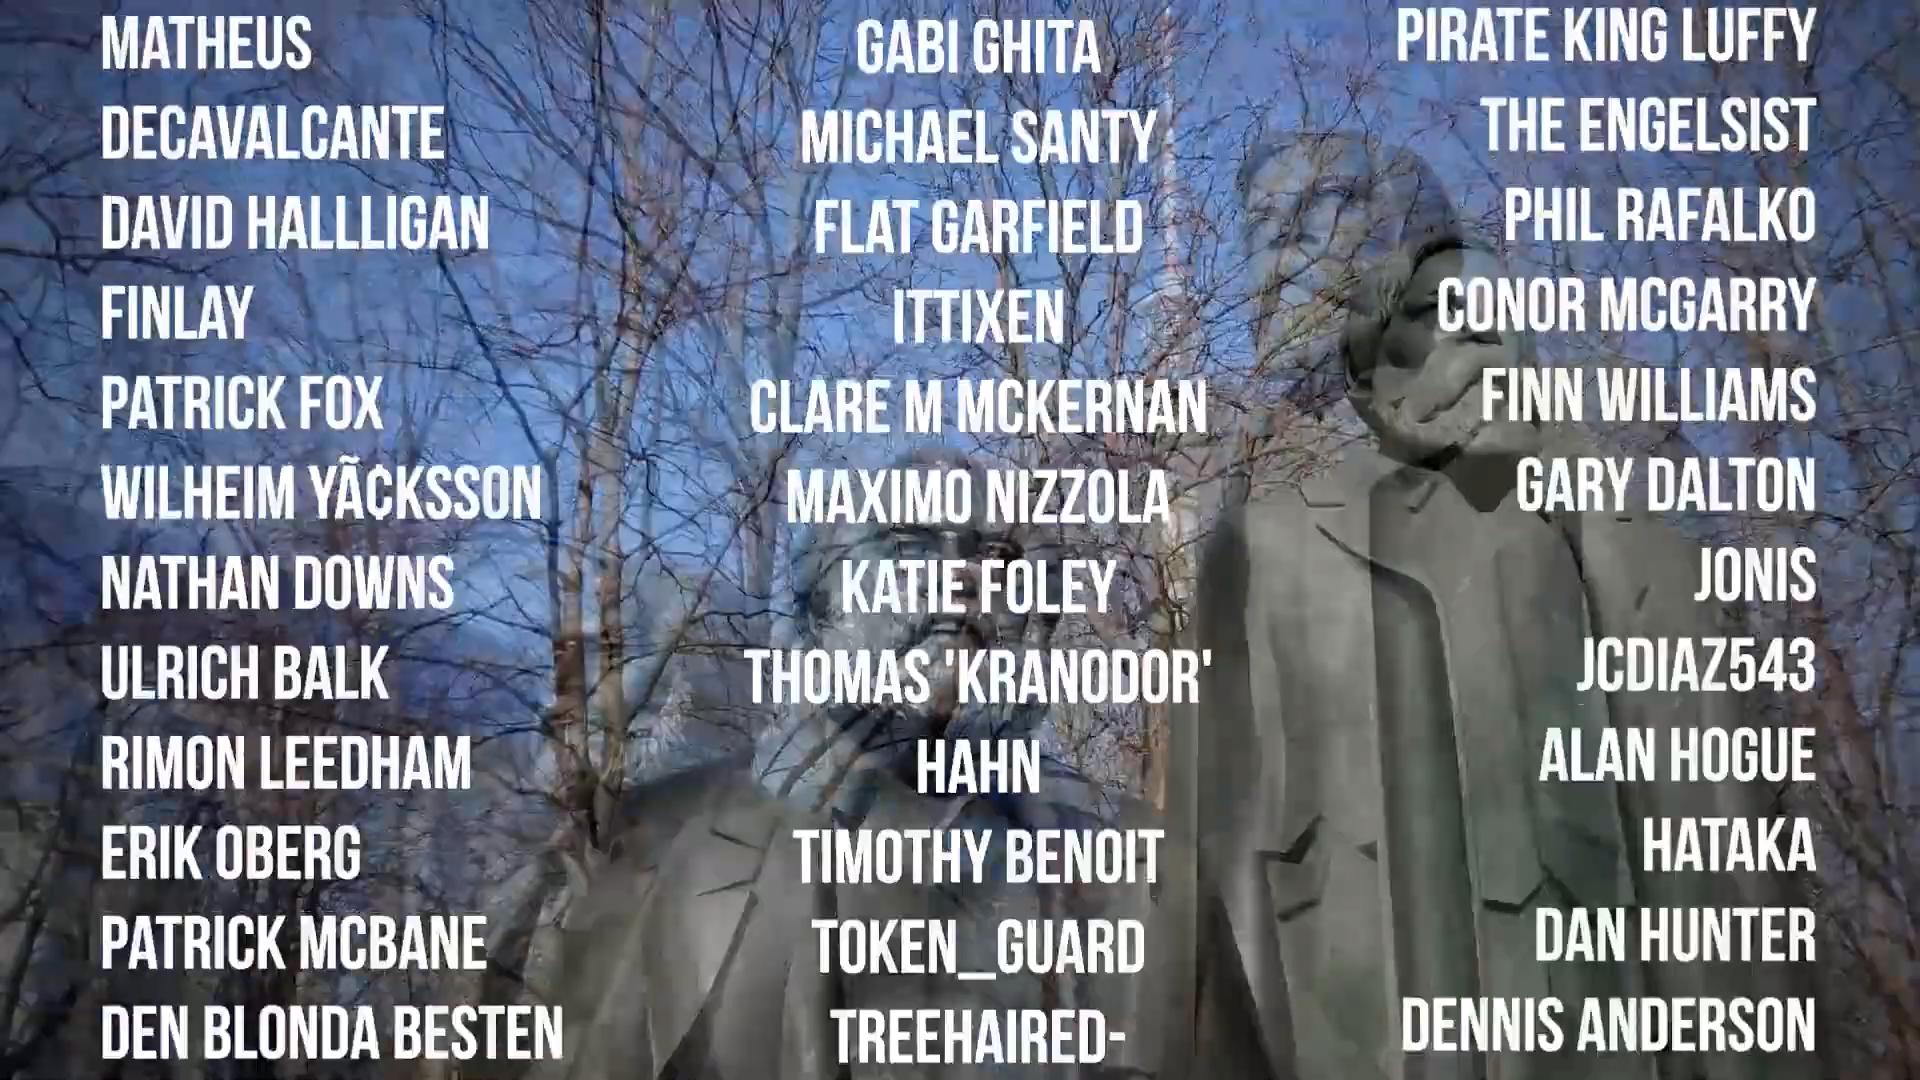 MATHEUS
DECAVALCANTE
DAVID HALLLIGAN
FINLAY
PATRICK FOX
WILHEIM YÃ¢KSSON
NATHAN DOWNS
ULRICH BALK
RIMON LEEDHAM
ERIK OBERG
PATRICK MCBANE
DEN BLONDA BESTEN
GABI GHITA
MICHAEL SANTY
FLAT GARFIELD
ITTIXEN
CLARE M MCKERNAN
MAXIMO NIZZOLA
KATIE FOLEY
THOMAS 'KRANODOR'
HAHN
TIMOTHY BENOIT
TOKEN_GUARD
TREEHAIRED-
PIRATE KING LUFFY
THE ENGELSIST
PHIL RAFALKO
CONOR MCGARRY
FINN WILLIAMS
GARY DALTON
JONIS
JCDIAZ543
ALAN HOGUE
HATAKA
DAN HUNTER
DENNIS ANDERSON